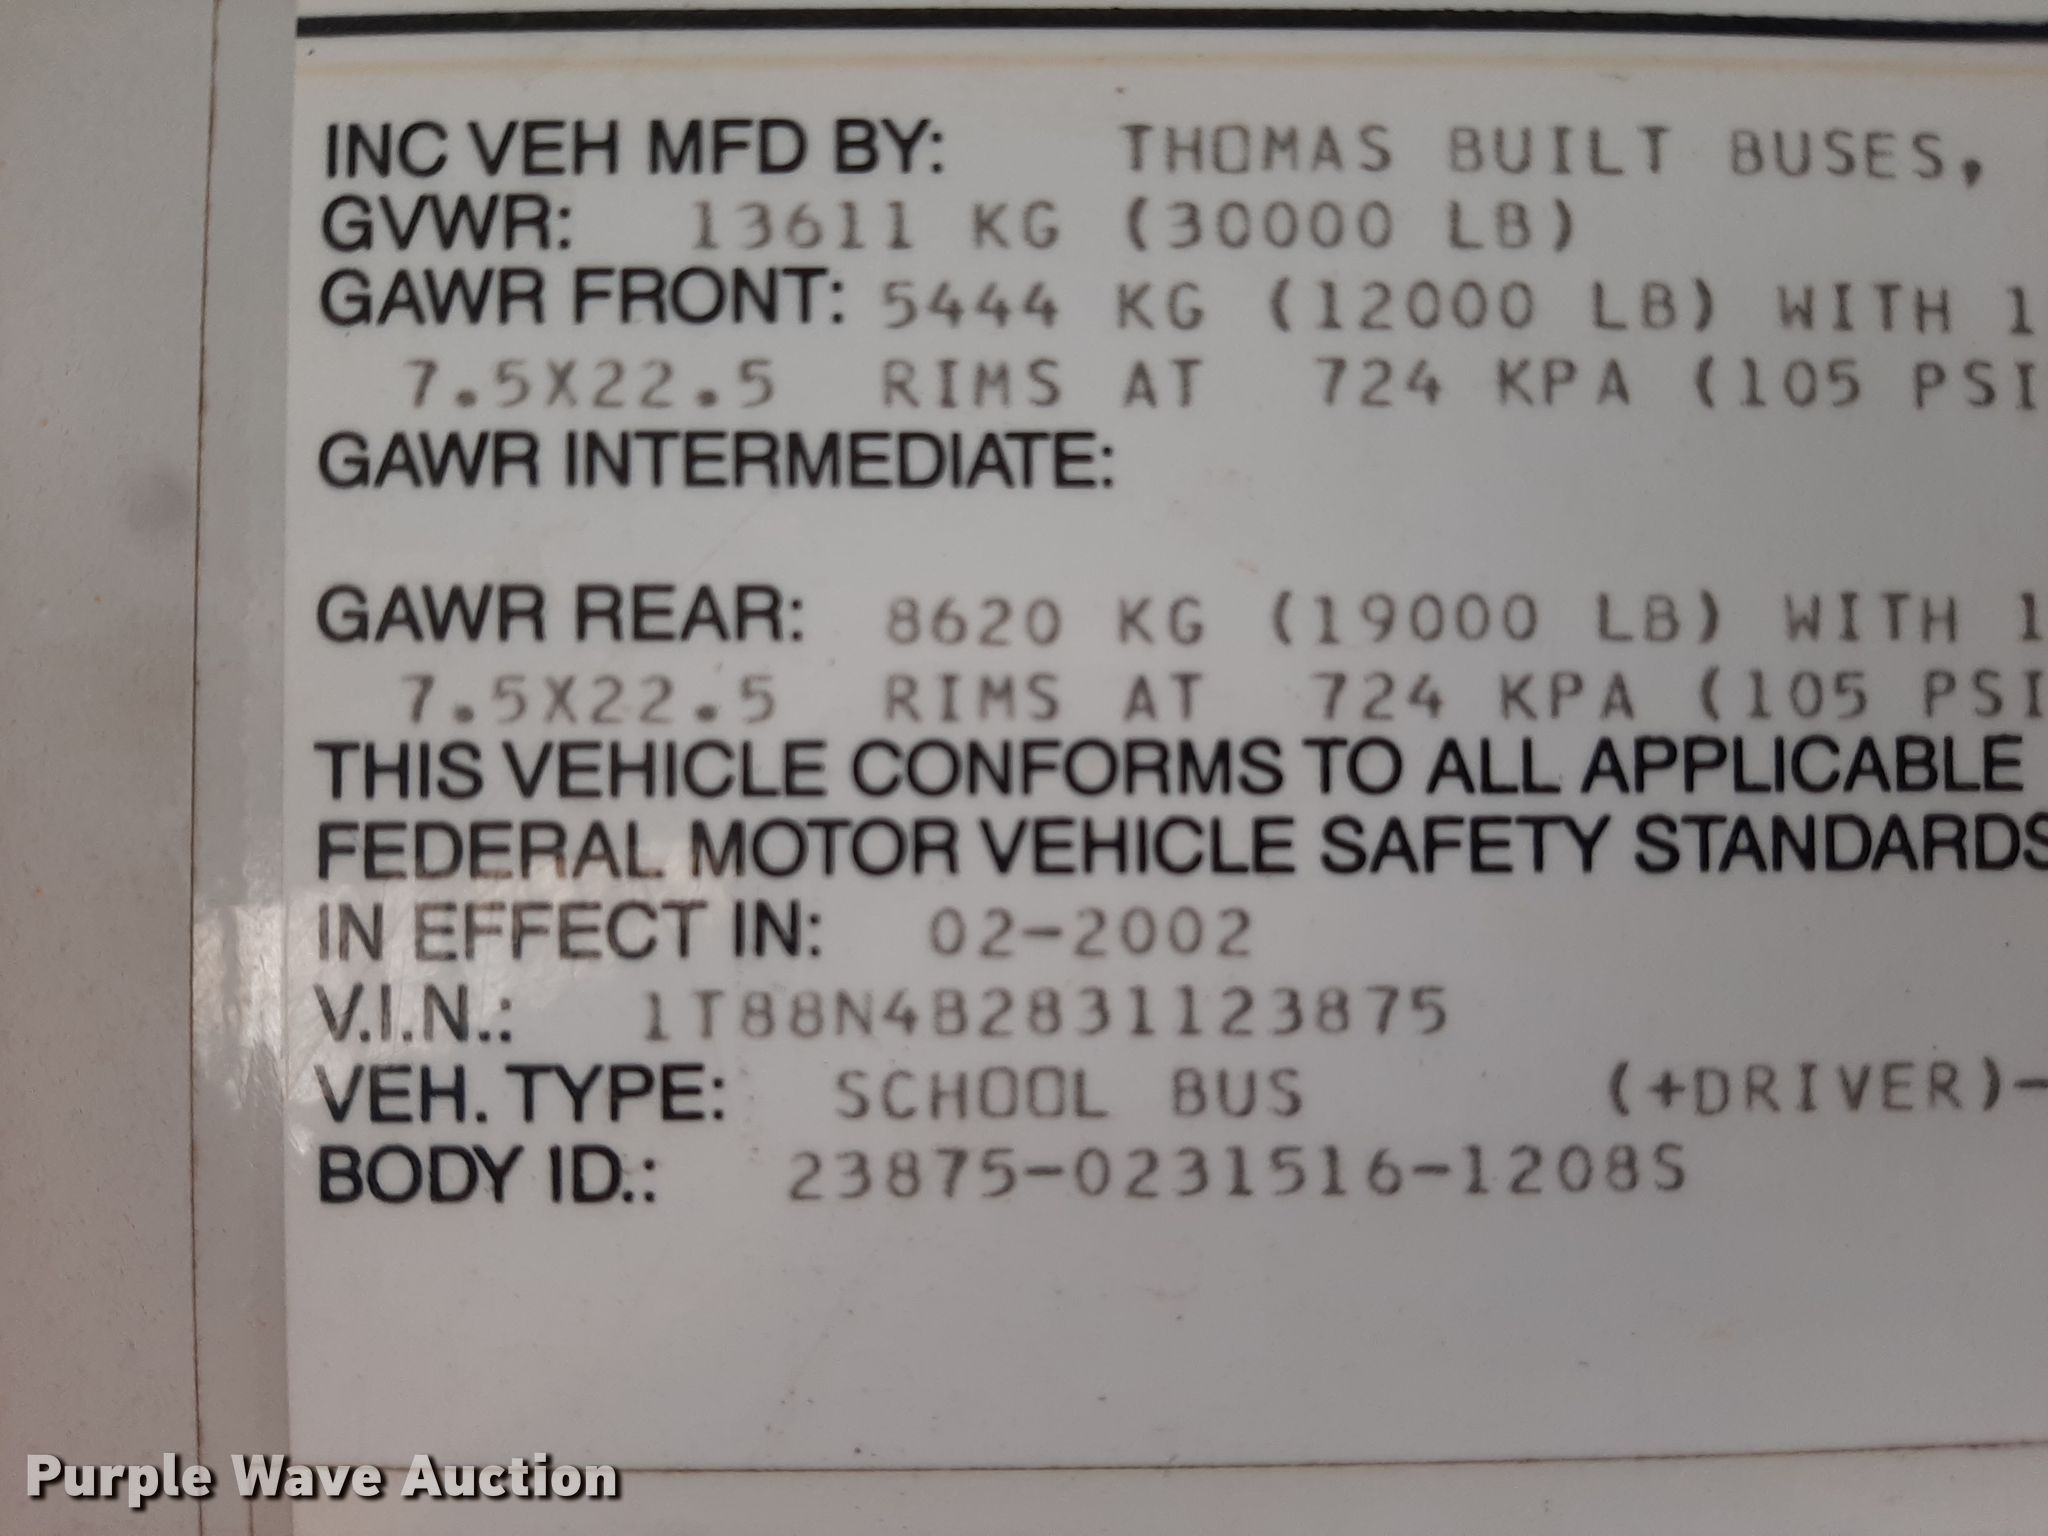 INC VEH MFD BY: THOMAS BUILT BUSES,
GVWR: 13611 KG (30000 LB)
GAWR FRONT: 5444 KG (12000 LB) WITH 1
7.5X22.5 RIMS AT 724 KPA (105 PSI
GAWR INTERMEDIATE:
GAWR REAR: 8620 KG (19000 LB) WITH 1
7.5X22.5 RIMS AT 724 KPA (105 PSI
THIS VEHICLE CONFORMS TO ALL APPLICABLE
FEDERAL MOTOR VEHICLE SAFETY STANDARDS
IN EFFECT IN: 02-2002
V.I.N.: 1T88N4B2831123875
VEH. TYPE: SCHOOL BUS (+DRIVER)-
BODY ID.: 23875-0231516-1208S
Purple Wave Auction